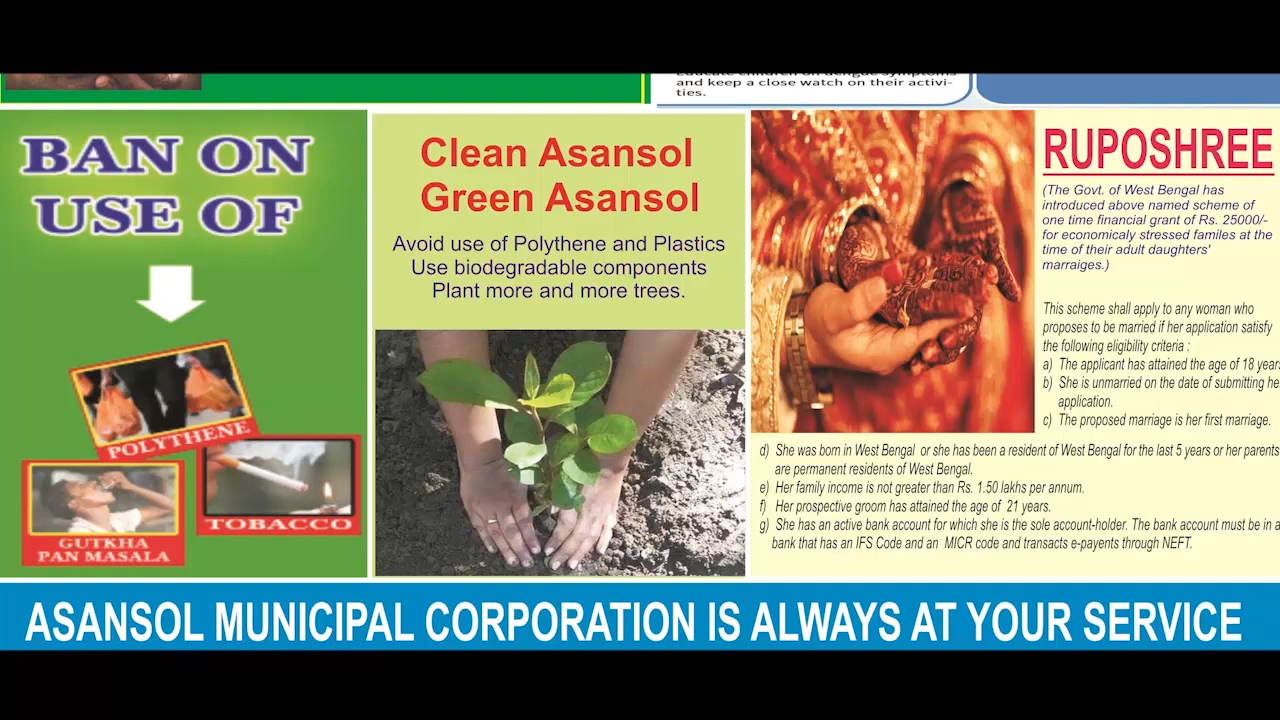 Educate children on dengue symptoms
and keep a close watch on their activi-
ties.
BAN ON
USE OF
POLYTHENE
TOBACCO
GUTKHA
PAN MASALA
Clean Asansol
Green Asansol
Avoid use of Polythene and Plastics
Use biodegradable components
Plant more and more trees.
RUPOSHREE
(The Govt. of West Bengal has
introduced above named scheme of
one time financial grant of Rs. 25000/-
for economicaly stressed familes at the
time of their adult daughters'
marraiges.)
This scheme shall apply to any woman who
proposes to be married if her application satisfy
the following eligibility criteria :
a) The applicant has attained the age of 18 years
b) She is unmarried on the date of submitting he
application.
c) The proposed marriage is her first marriage.
d) She was born in West Bengal or she has been a resident of West Bengal for the last 5 years or her parents
are permanent residents of West Bengal.
e) Her family income is not greater than Rs. 1.50 lakhs per annum.
f) Her prospective groom has attained the age of 21 years.
g) She has an active bank account for which she is the sole account-holder. The bank account must be in a
bank that has an IFS Code and an MICR code and transacts e-payents through NEFT.
ASANSOL MUNICIPAL CORPORATION IS ALWAYS AT YOUR SERVICE